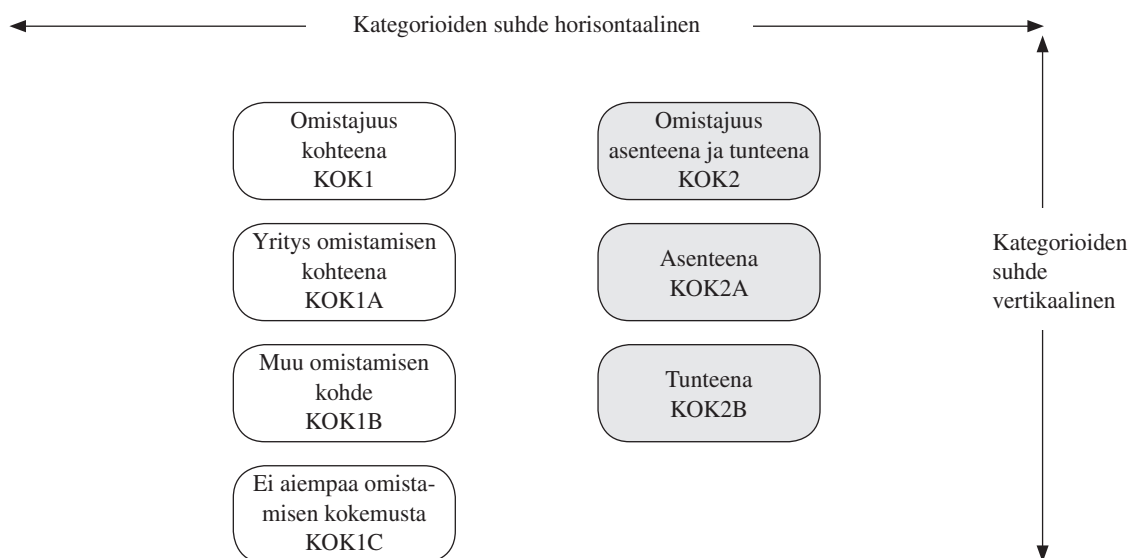 Kategorioiden suhde horisontaalinen
Omistajuus
kohteena
KOK1
Omistajuus
asenteena ja tunteena
KOK2
Yritys omistamisen
kohteena
KOK1A
Asenteena
KOK2A
Kategorioiden
suhde
vertikaalinen
Muu omistamisen
kohde
KOK1B
Tunteena
KOK2B
Ei aiempaa omista-
misen kokemusta
KOK1C